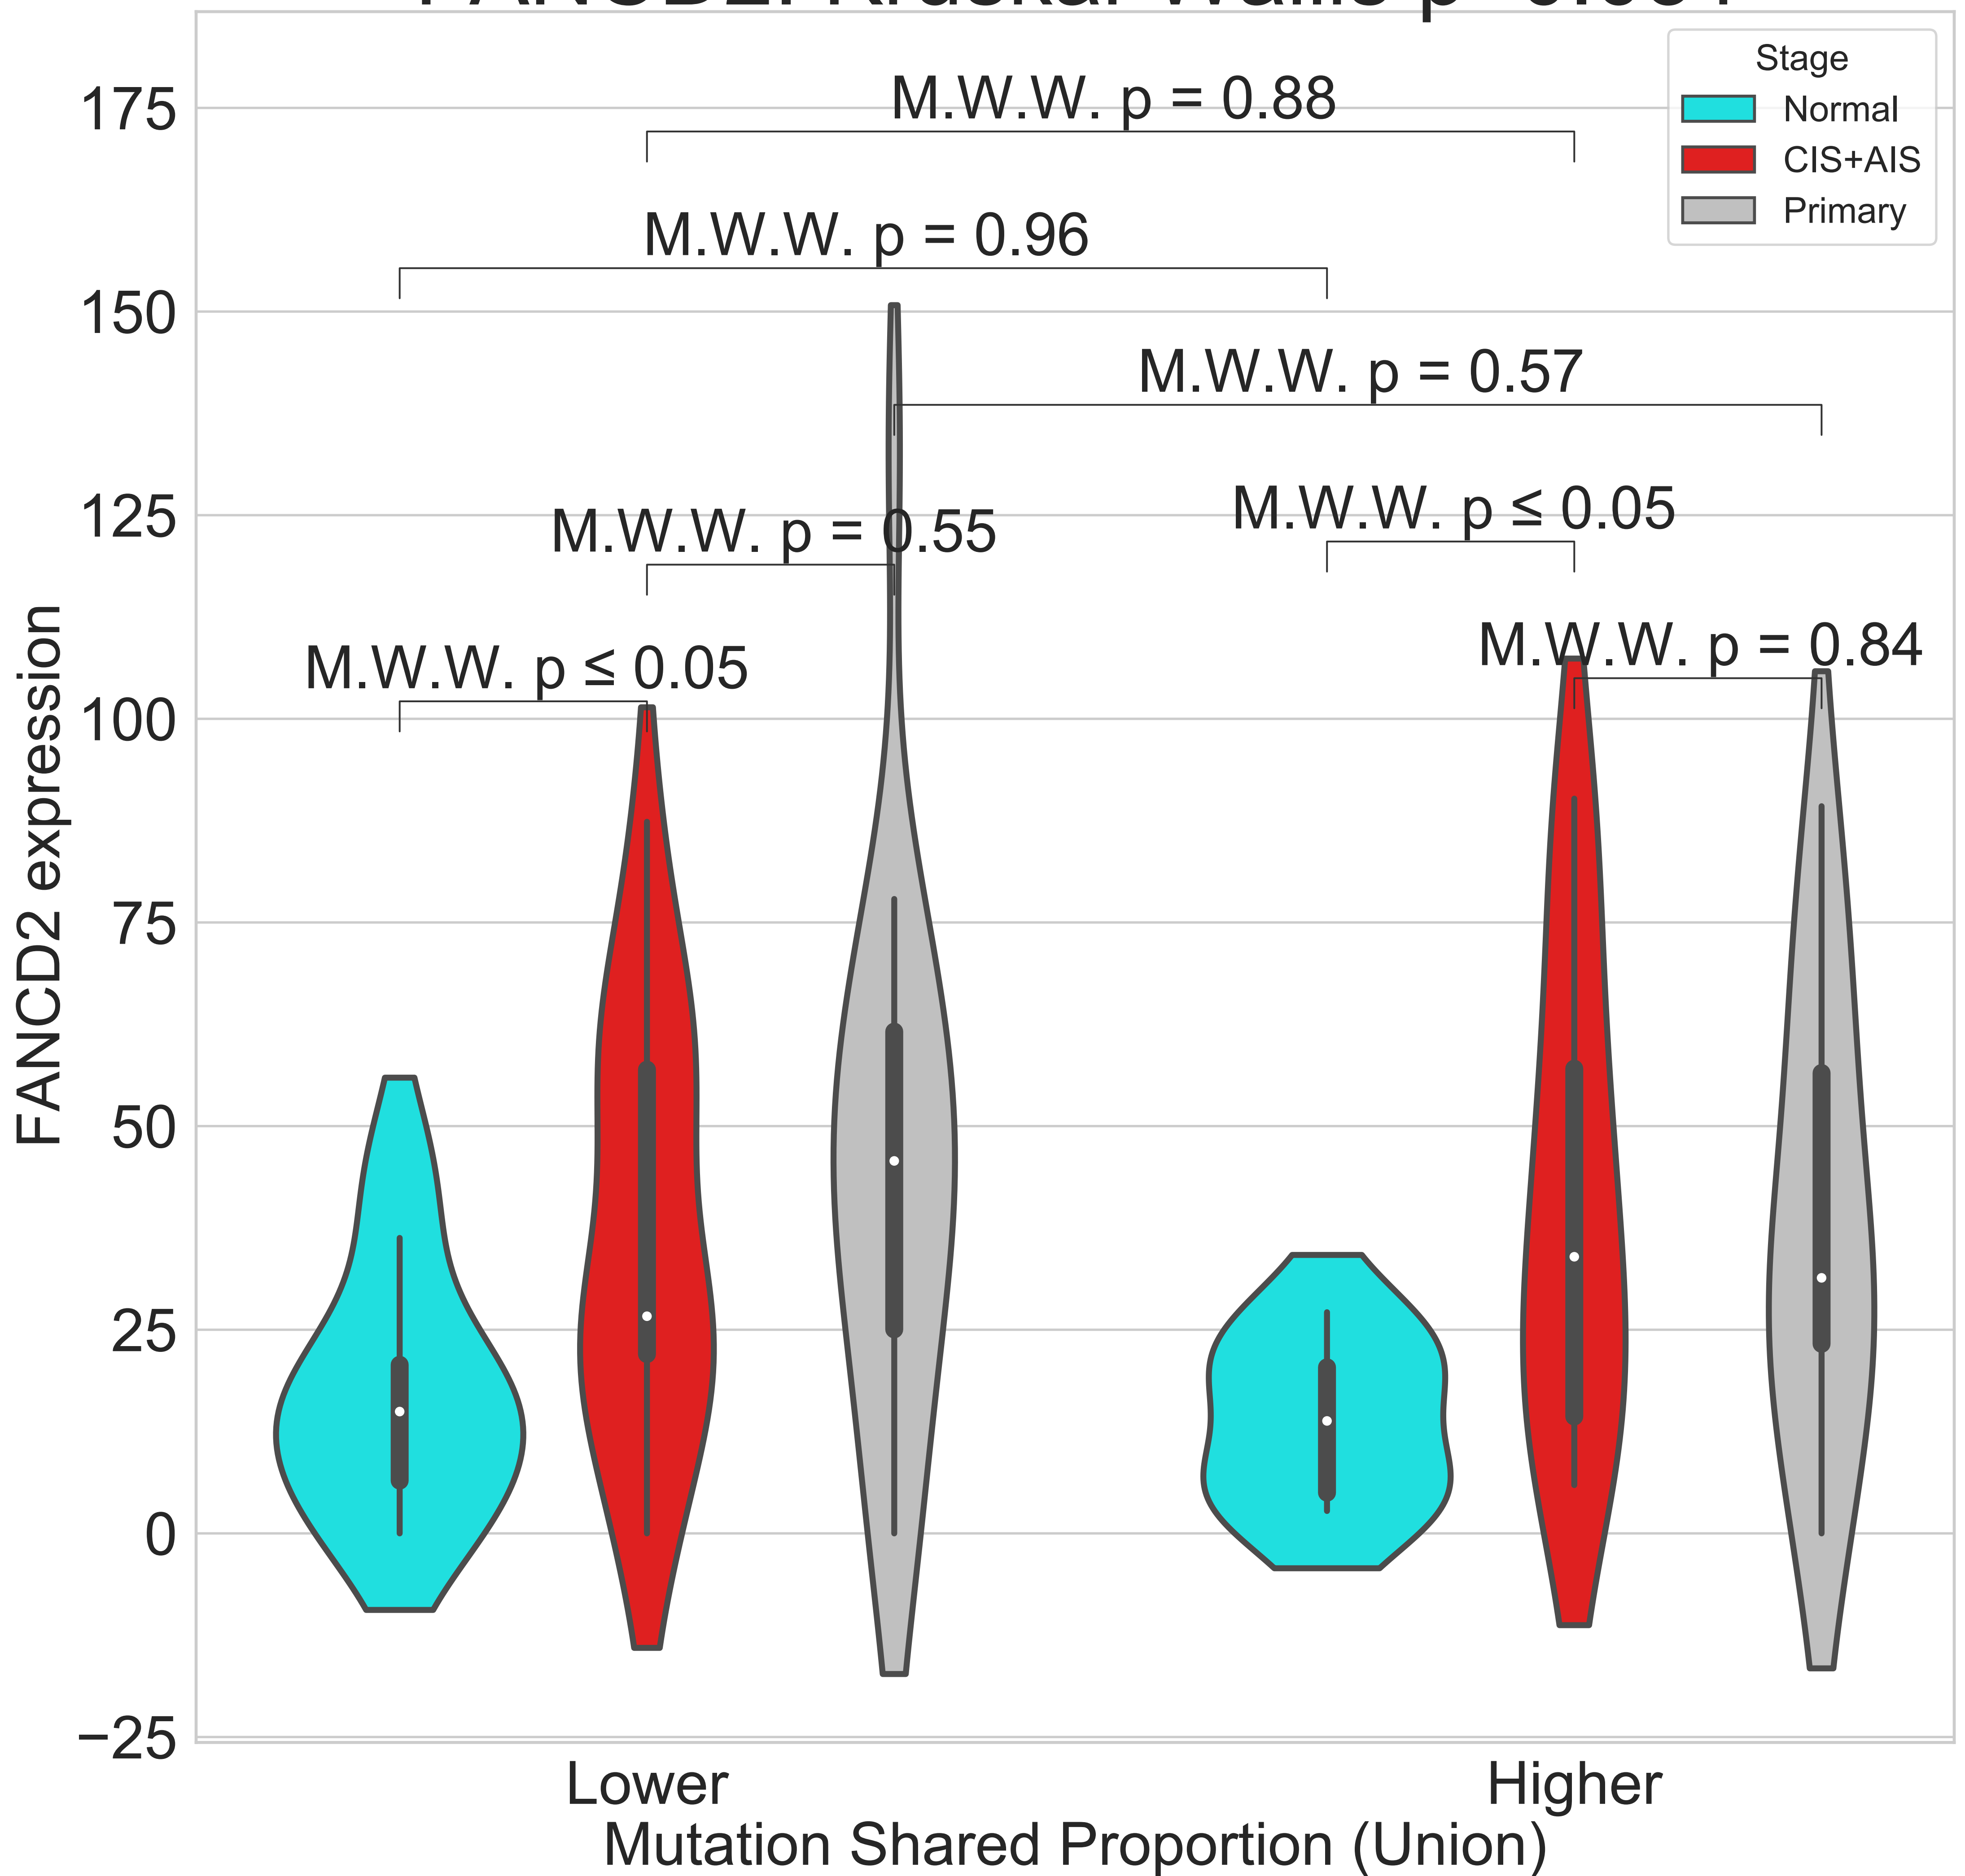 Stage
Normal
CIS+AIS
Primary
M.W.W. p = 0.88
M.W.W. p = 0.96
M.W.W. p = 0.57
M.W.W. p = 0.55
M.W.W. p ≤ 0.05
M.W.W. p ≤ 0.05
M.W.W. p = 0.84
175
150
125
100
75
50
25
0
−25
FANCD2 expression
Lower
Higher
Mutation Shared Proportion (Union)